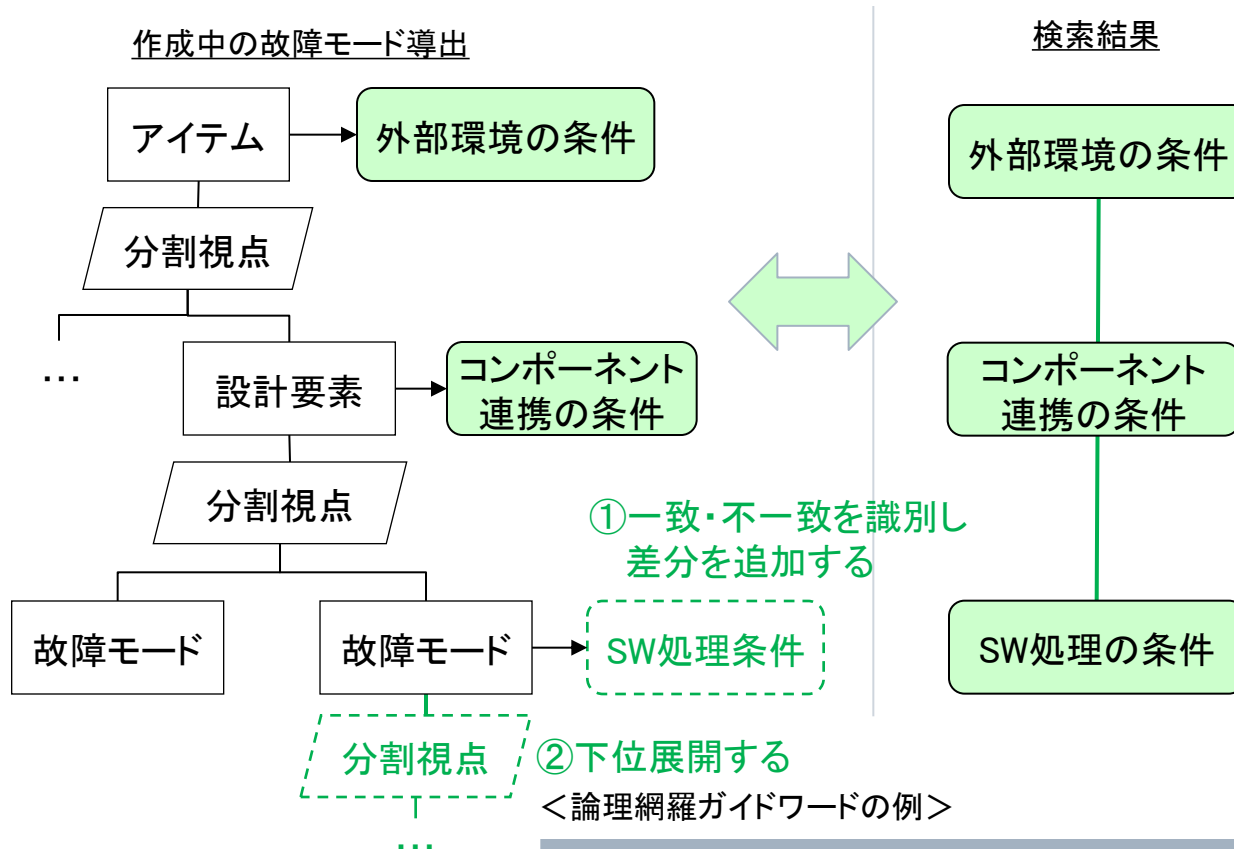 作成中の故障モード導出
検索結果
アイテム
外部環境の条件
外部環境の条件
分割視点
…
設計要素
コンポーネント
連携の条件
コンポーネント
連携の条件
分割視点
①一致・不一致を識別し
差分を追加する
故障モード
故障モード
SW処理条件
SW処理の条件
分割視点
②下位展開する
＜論理網羅ガイドワードの例＞
…